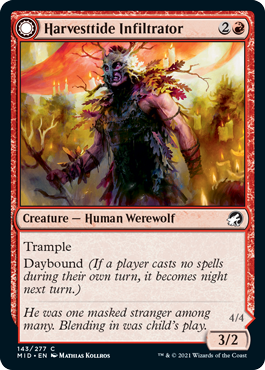 Harvesttide Infiltrator 2
Creature — Human Werewolf
Trample
Daybound (If a player casts no spells
during their own turn, it becomes night
next turn.)
He was one masked stranger among
many. Blending in was child's play.
4/4
3/2
143/277 C
MID • EN Mathias Kollros
™ & © 2021 Wizards of the Coast